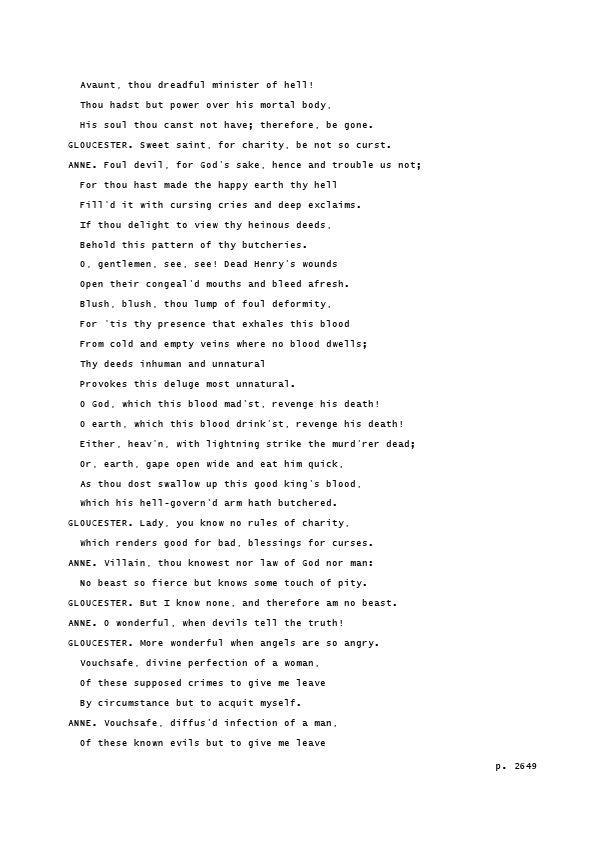 Avaunt, thou dreadful minister of hell!
Thou hadst but power over his mortal body,
His soul thou canst not have; therefore, be gone.
GLOUCESTER. Sweet saint, for charity, be not so curst.
ANNE. Foul devil, for God's sake, hence and trouble us not;
For thou hast made the happy earth thy hell
Fill'd it with cursing cries and deep exclaims.
If thou delight to view thy heinous deeds,
Behold this pattern of thy butcheries.
O, gentlemen, see, see! Dead Henry's wounds
Open their congeal'd mouths and bleed afresh.
Blush, blush, thou lump of foul deformity,
For 'tis thy presence that exhales this blood
From cold and empty veins where no blood dwells;
Thy deeds inhuman and unnatural
Provokes this deluge most unnatural.
O God, which this blood mad'st, revenge his death!
O earth, which this blood drink'st, revenge his death!
Either, heav'n, with lightning strike the murd'rer dead;
Or, earth, gape open wide and eat him quick,
As thou dost swallow up this good king's blood,
Which his hell-govern'd arm hath butchered.
GLOUCESTER. Lady, you know no rules of charity,
Which renders good for bad, blessings for curses.
ANNE. Villain, thou knowest nor law of God nor man:
No beast so fierce but knows some touch of pity.
GLOUCESTER. But I know none, and therefore am no beast.
ANNE. O wonderful, when devils tell the truth!
GLOUCESTER. More wonderful when angels are so angry.
Vouchsafe, divine perfection of a woman,
Of these supposed crimes to give me leave
By circumstance but to acquit myself.
ANNE. Vouchsafe, diffus'd infection of a man,
Of these known evils but to give me leave
p. 2649